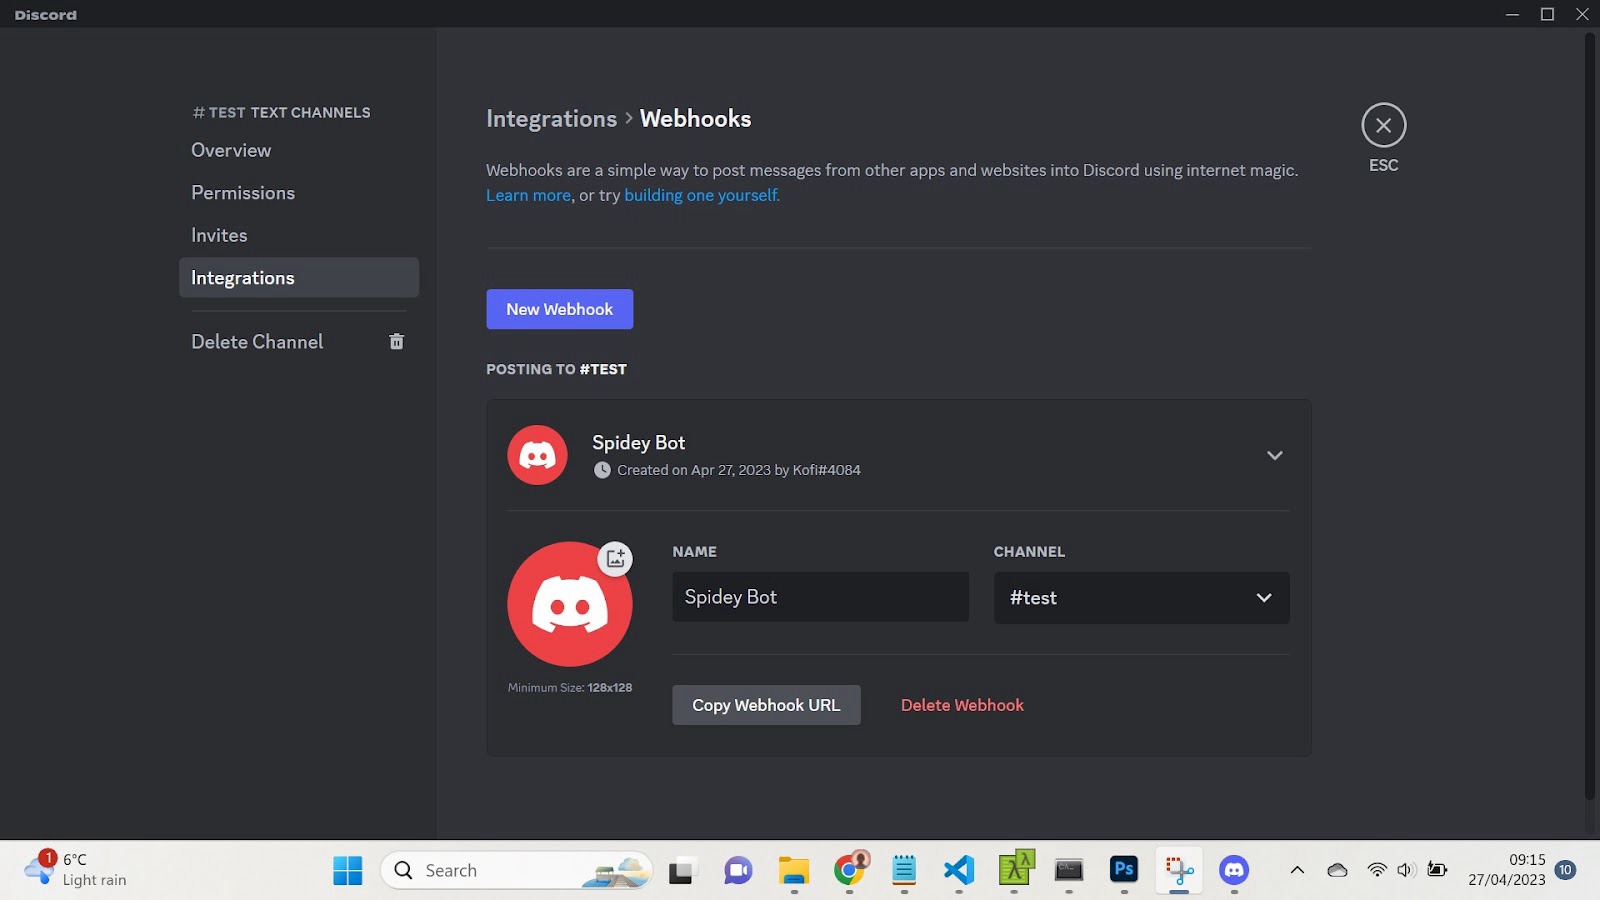 Discord
# TEST TEXT CHANNELS
Overview
Permissions
Invites
Integrations
Delete Channel
Integrations > Webhooks
Webhooks are a simple way to post messages from other apps and websites into Discord using internet magic.
Learn more, or try building one yourself.
ESC
New Webhook
POSTING TO #TEST
Spidey Bot
Created on Apr 27, 2023 by Kofi#4084
NAME
CHANNEL
Spidey Bot
#test
Minimum Size: 128x128
Copy Webhook URL
Delete Webhook
1
6°C
Light rain
Search
λ
λ
Ps
09:15
27/04/2023
10